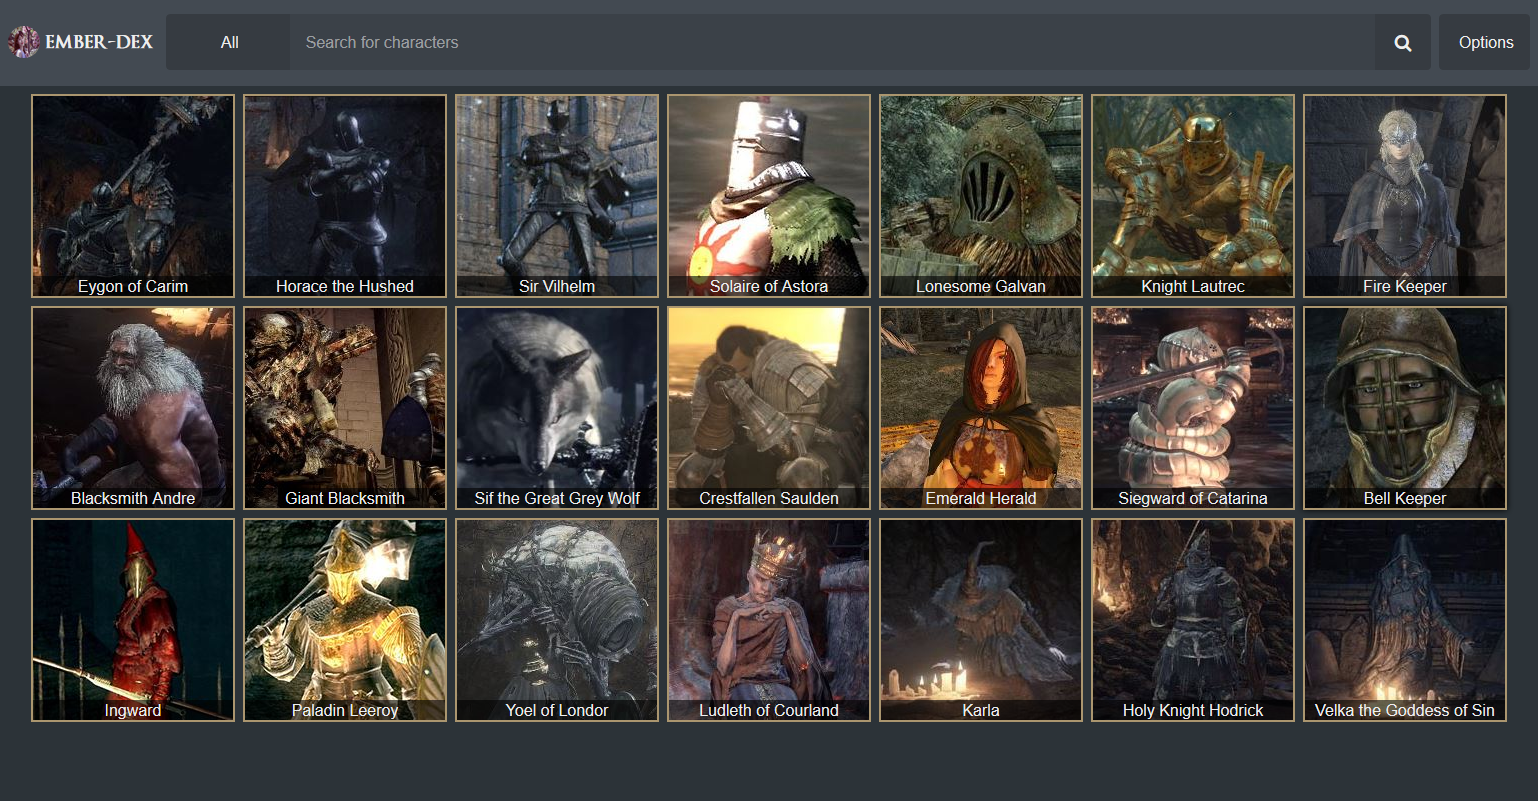 EMBER-DEX
All
Search for characters
Options
Eygon of Carim
Horace the Hushed
Sir Vilhelm
Solaire of Astora
Lonesome Galvan
Knight Lautrec
Fire Keeper
Blacksmith Andre
Giant Blacksmith
Sif the Great Grey Wolf
Crestfallen Saulden
Emerald Herald
Siegward of Catarina
Bell Keeper
Ingward
Paladin Leeroy
Yoel of Londor
Ludleth of Courland
Karla
Holy Knight Hodrick
Velka the Goddess of Sin